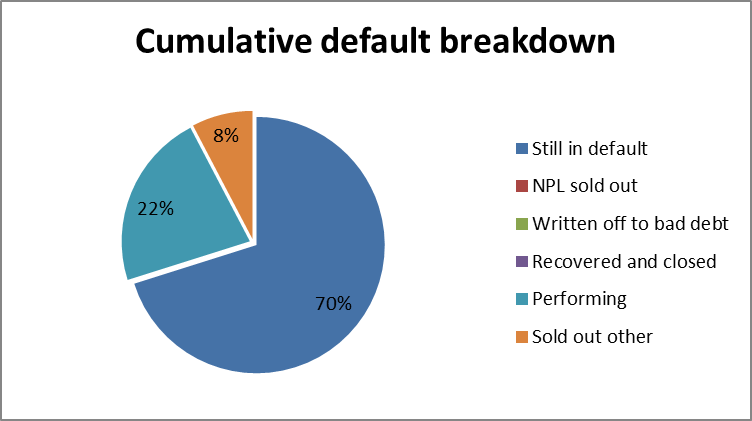 Cumulative default breakdown
8%
22%
70%
Still in default
NPL sold out
Written off to bad debt
Recovered and closed
Performing
Sold out other